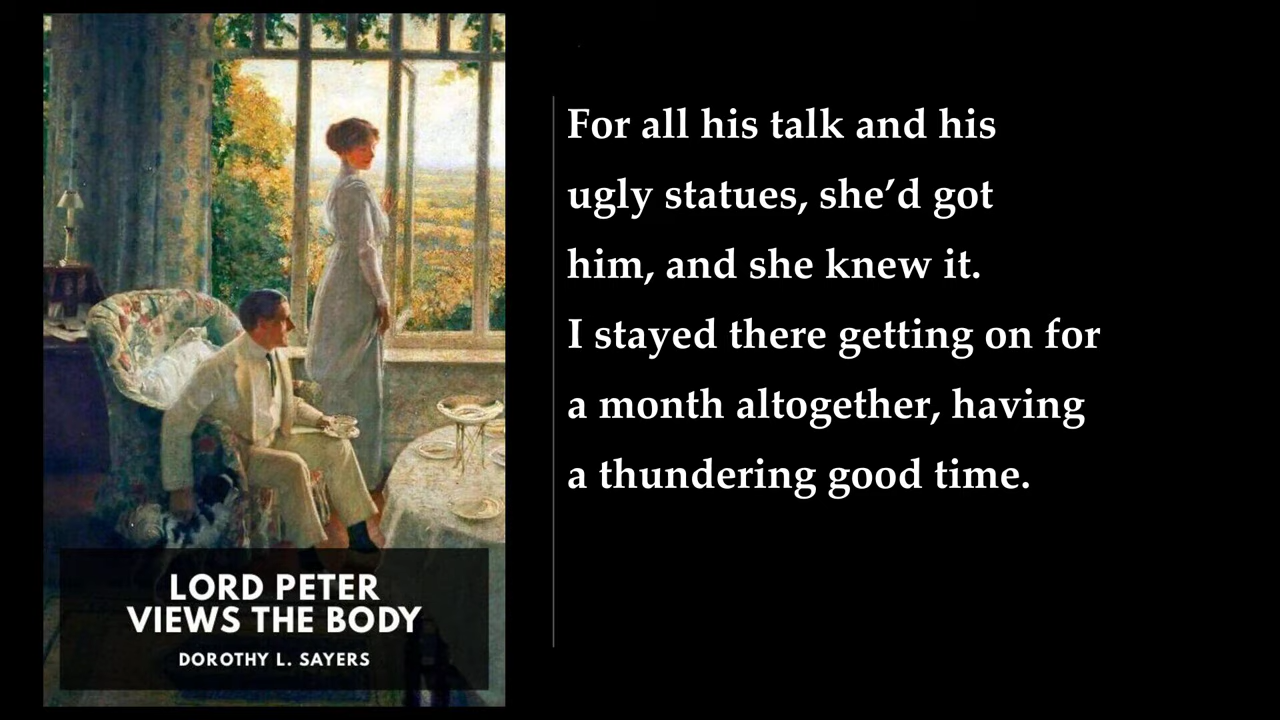 LORD PETER
VIEWS THE BODY
DOROTHY L. SAYERS
For all his talk and his
ugly statues, she’d got
him, and she knew it.
I stayed there getting on for
a month altogether, having
a thundering good time.